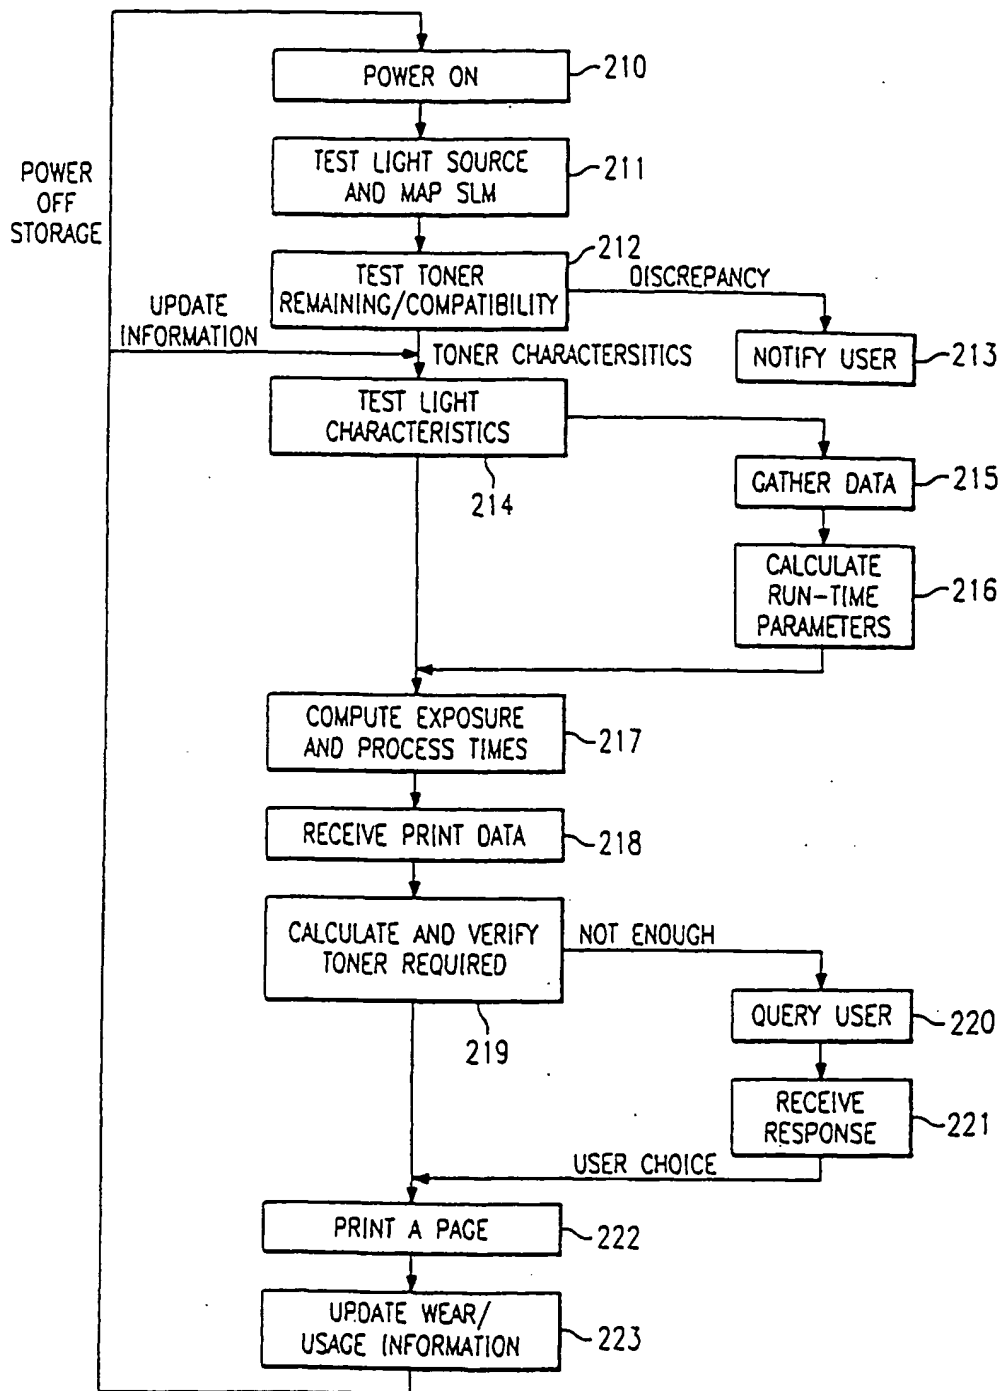 POWER ON
210
TEST LIGHT SOURCE
AND MAP SLM
211
POWER
OFF
STORAGE
212
TEST TONER
REMAINING/COMPATIBILITY
DISCREPANCY
UPDATE
INFORMATION
TONER CHARACTERSITICS
NOTIFY USER
213
TEST LIGHT
CHARACTERISTICS
214
GATHER DATA
215
CALCULATE
RUN-TIME
PARAMETERS
216
COMPUTE EXPOSURE
AND PROCESS TIMES
217
RECEIVE PRINT DATA
218
CALCULATE AND VERIFY
TONER REQUIRED
219
NOT ENOUGH
QUERY USER
220
RECEIVE
RESPONSE
221
USER CHOICE
PRINT A PAGE
222
UPDATE WEAR/
USAGE INFORMATION
223